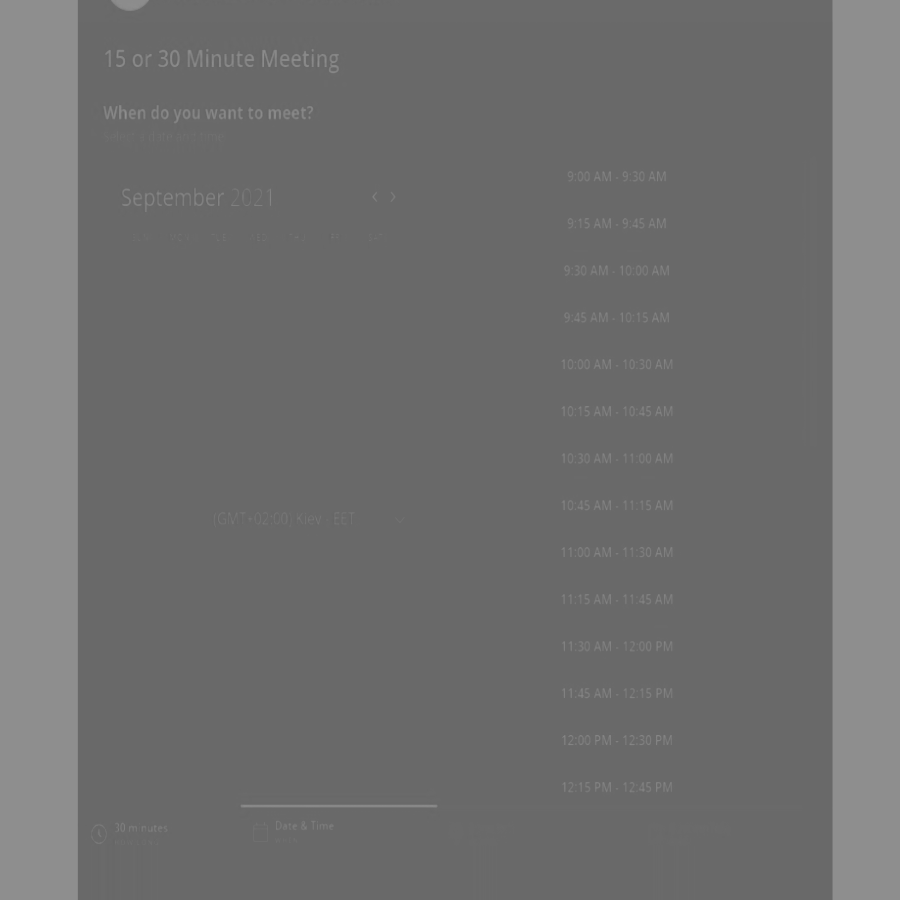 15 or 30 Minute Meeting
When do you want to meet?
September 2021
9:00 AM - 9:30 AM
9:15 AM - 9:45 AM
9:30 AM - 10:00 AM
9:45 AM - 10:15 AM
10:00 AM - 10:30 AM
10:15 AM - 10:45 AM
10:30 AM - 11:00 AM
10:45 AM - 11:15 AM
11:00 AM - 11:30 AM
11:15 AM - 11:45 AM
11:30 AM - 12:00 PM
11:45 AM - 12:15 PM
12:00 PM - 12:30 PM
12:15 PM - 12:45 PM
(GMT+02:00) Kiev - EET
30 minutes
Date & Time